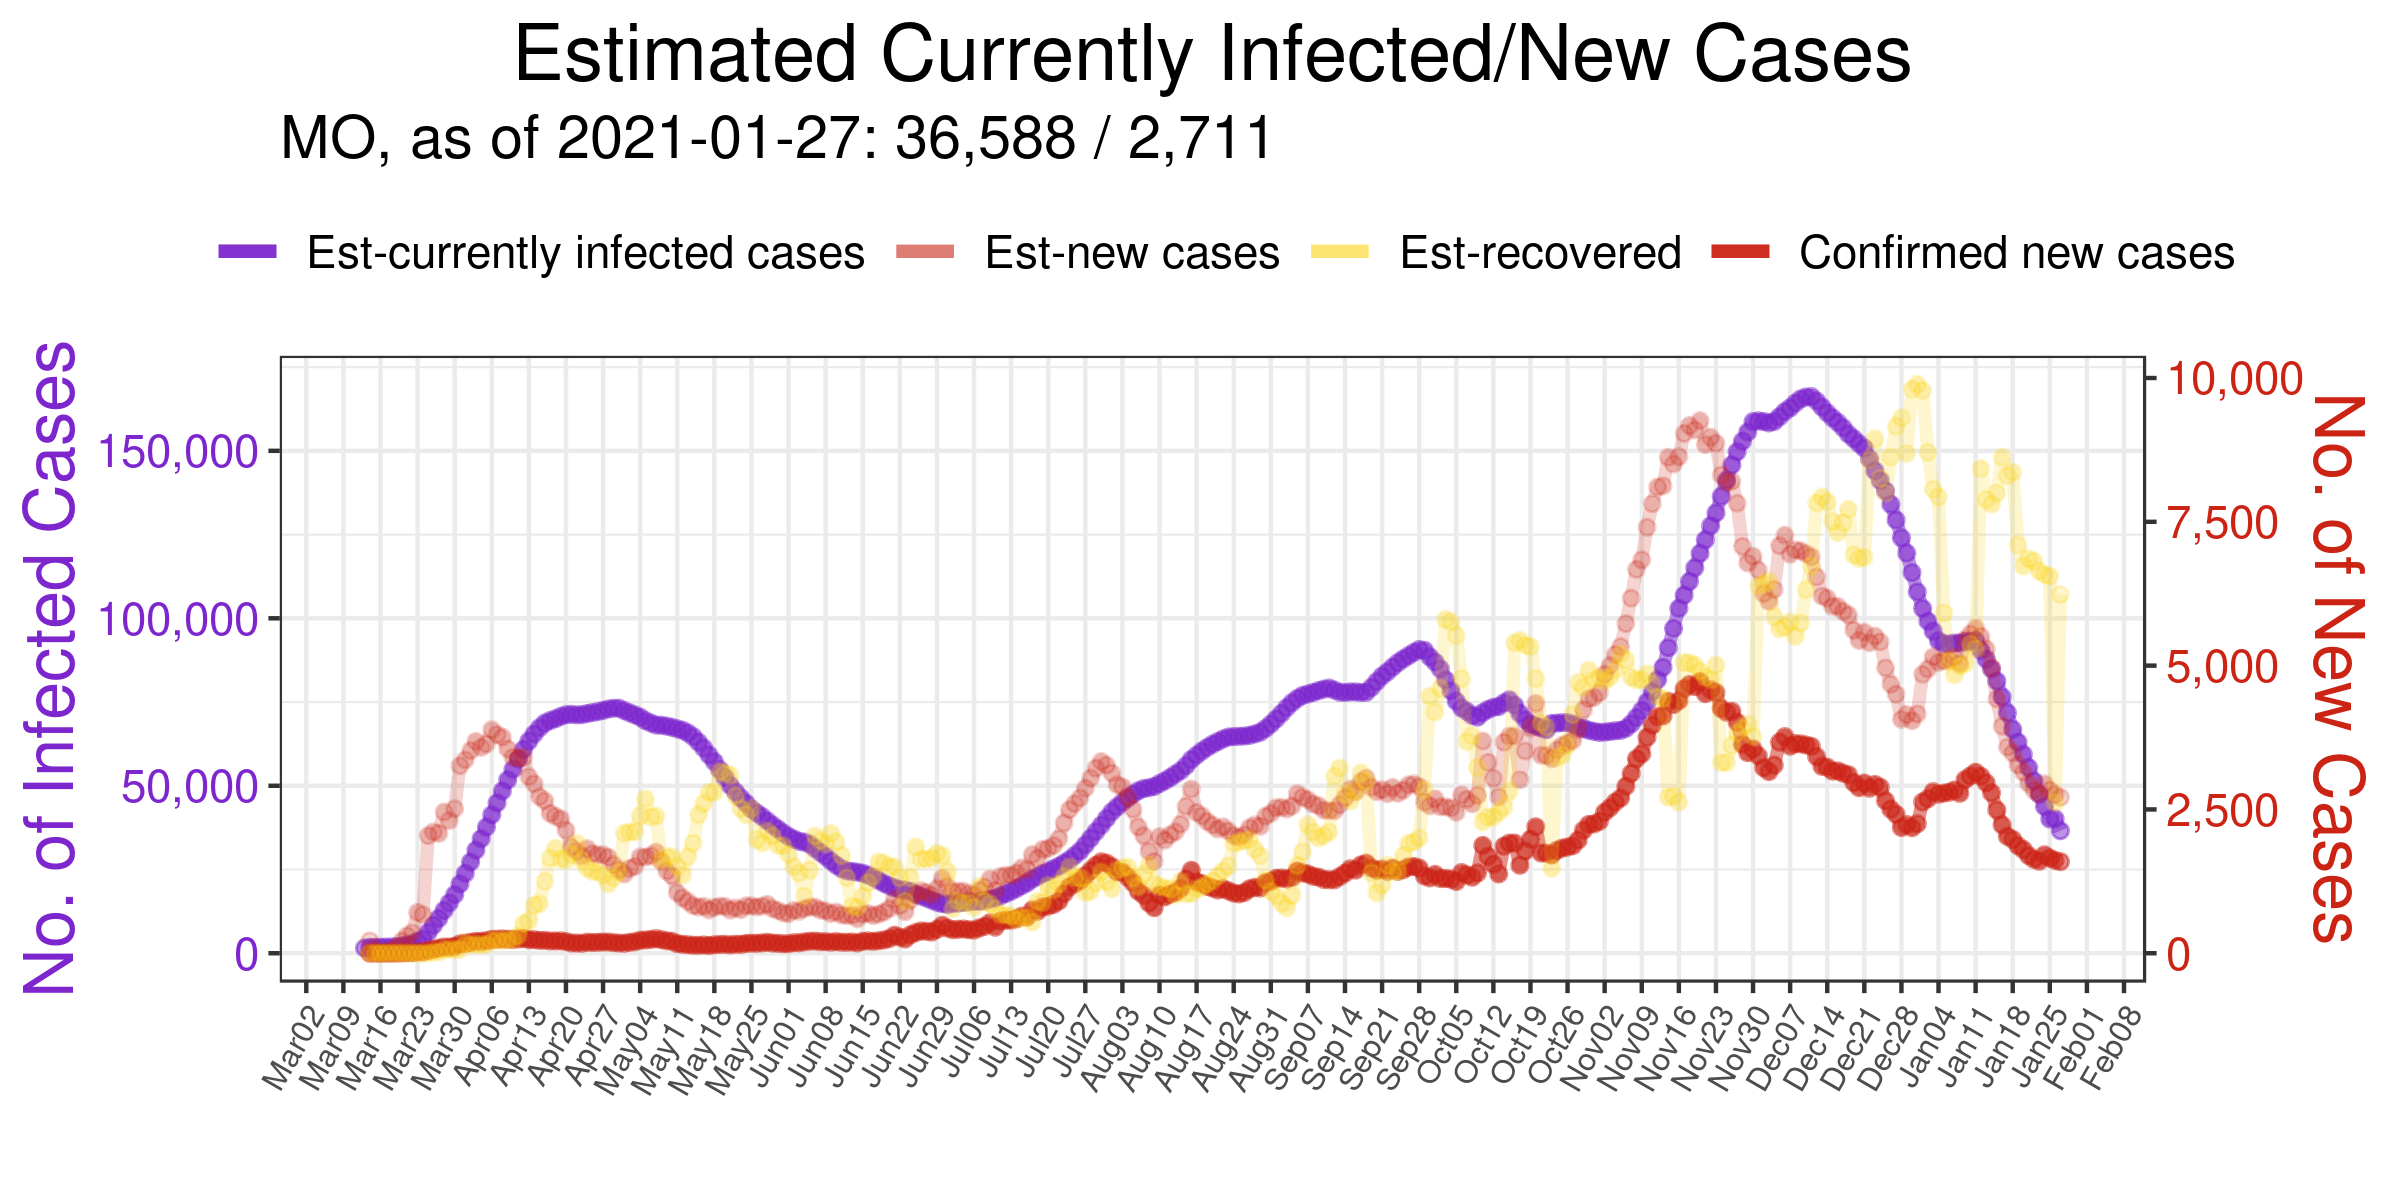 Estimated Currently Infected/New Cases
MO, as of 2021-01-27: 36,588 / 2,711
Est-currently infected cases Est-new cases Est-recovered Confirmed new cases
No. of Infected Cases
150,000
100,000
50,000
0
10,000
7,500
5,000
2,500
0
No. of New Cases
Mar02 Mar09 Mar16 Mar23 Mar30 Apr06 Apr13 Apr20 Apr27 May04 May11 May18 May25 Jun01 Jun08 Jun15 Jun22 Jun29 Jul06 Jul13 Jul20 Jul27 Aug03 Aug10 Aug17 Aug24 Aug31 Sep07 Sep14 Sep21 Sep28 Oct05 Oct12 Oct19 Oct26 Nov02 Nov09 Nov16 Nov23 Nov30 Dec07 Dec14 Dec21 Dec28 Jan04 Jan11 Jan18 Jan25 Feb01 Feb08